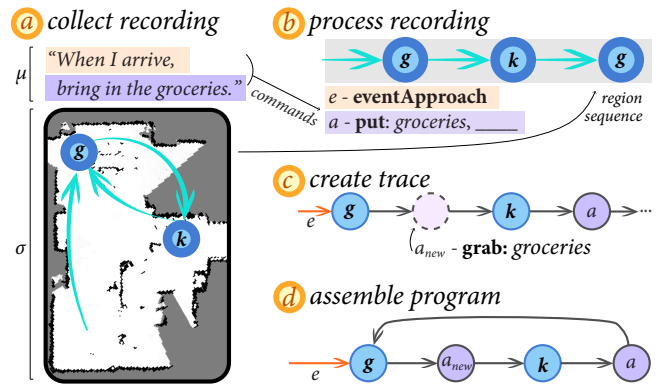 a collect recording
μ
"When I arrive,
bring in the groceries."
commands
σ
g
k
b process recording
g
k
g
e - eventApproach
a - put: groceries, ____
region
sequence
c create trace
e
g
k
a
...
a_new - grab: groceries
d assemble program
e
g
a_new
k
a